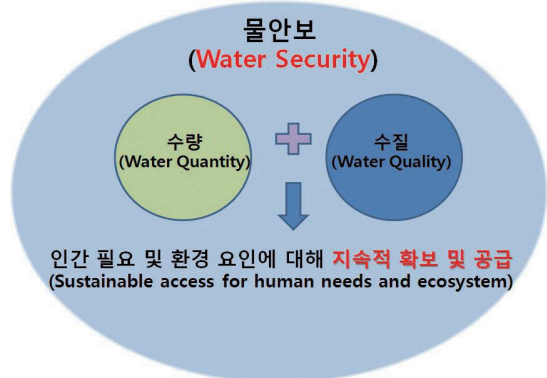 물안보
(Water Security)
수량
(Water Quantity)
수질
(Water Quality)
인간 필요 및 환경 요인에 대해 지속적 확보 및 공급
(Sustainable access for human needs and ecosystem)